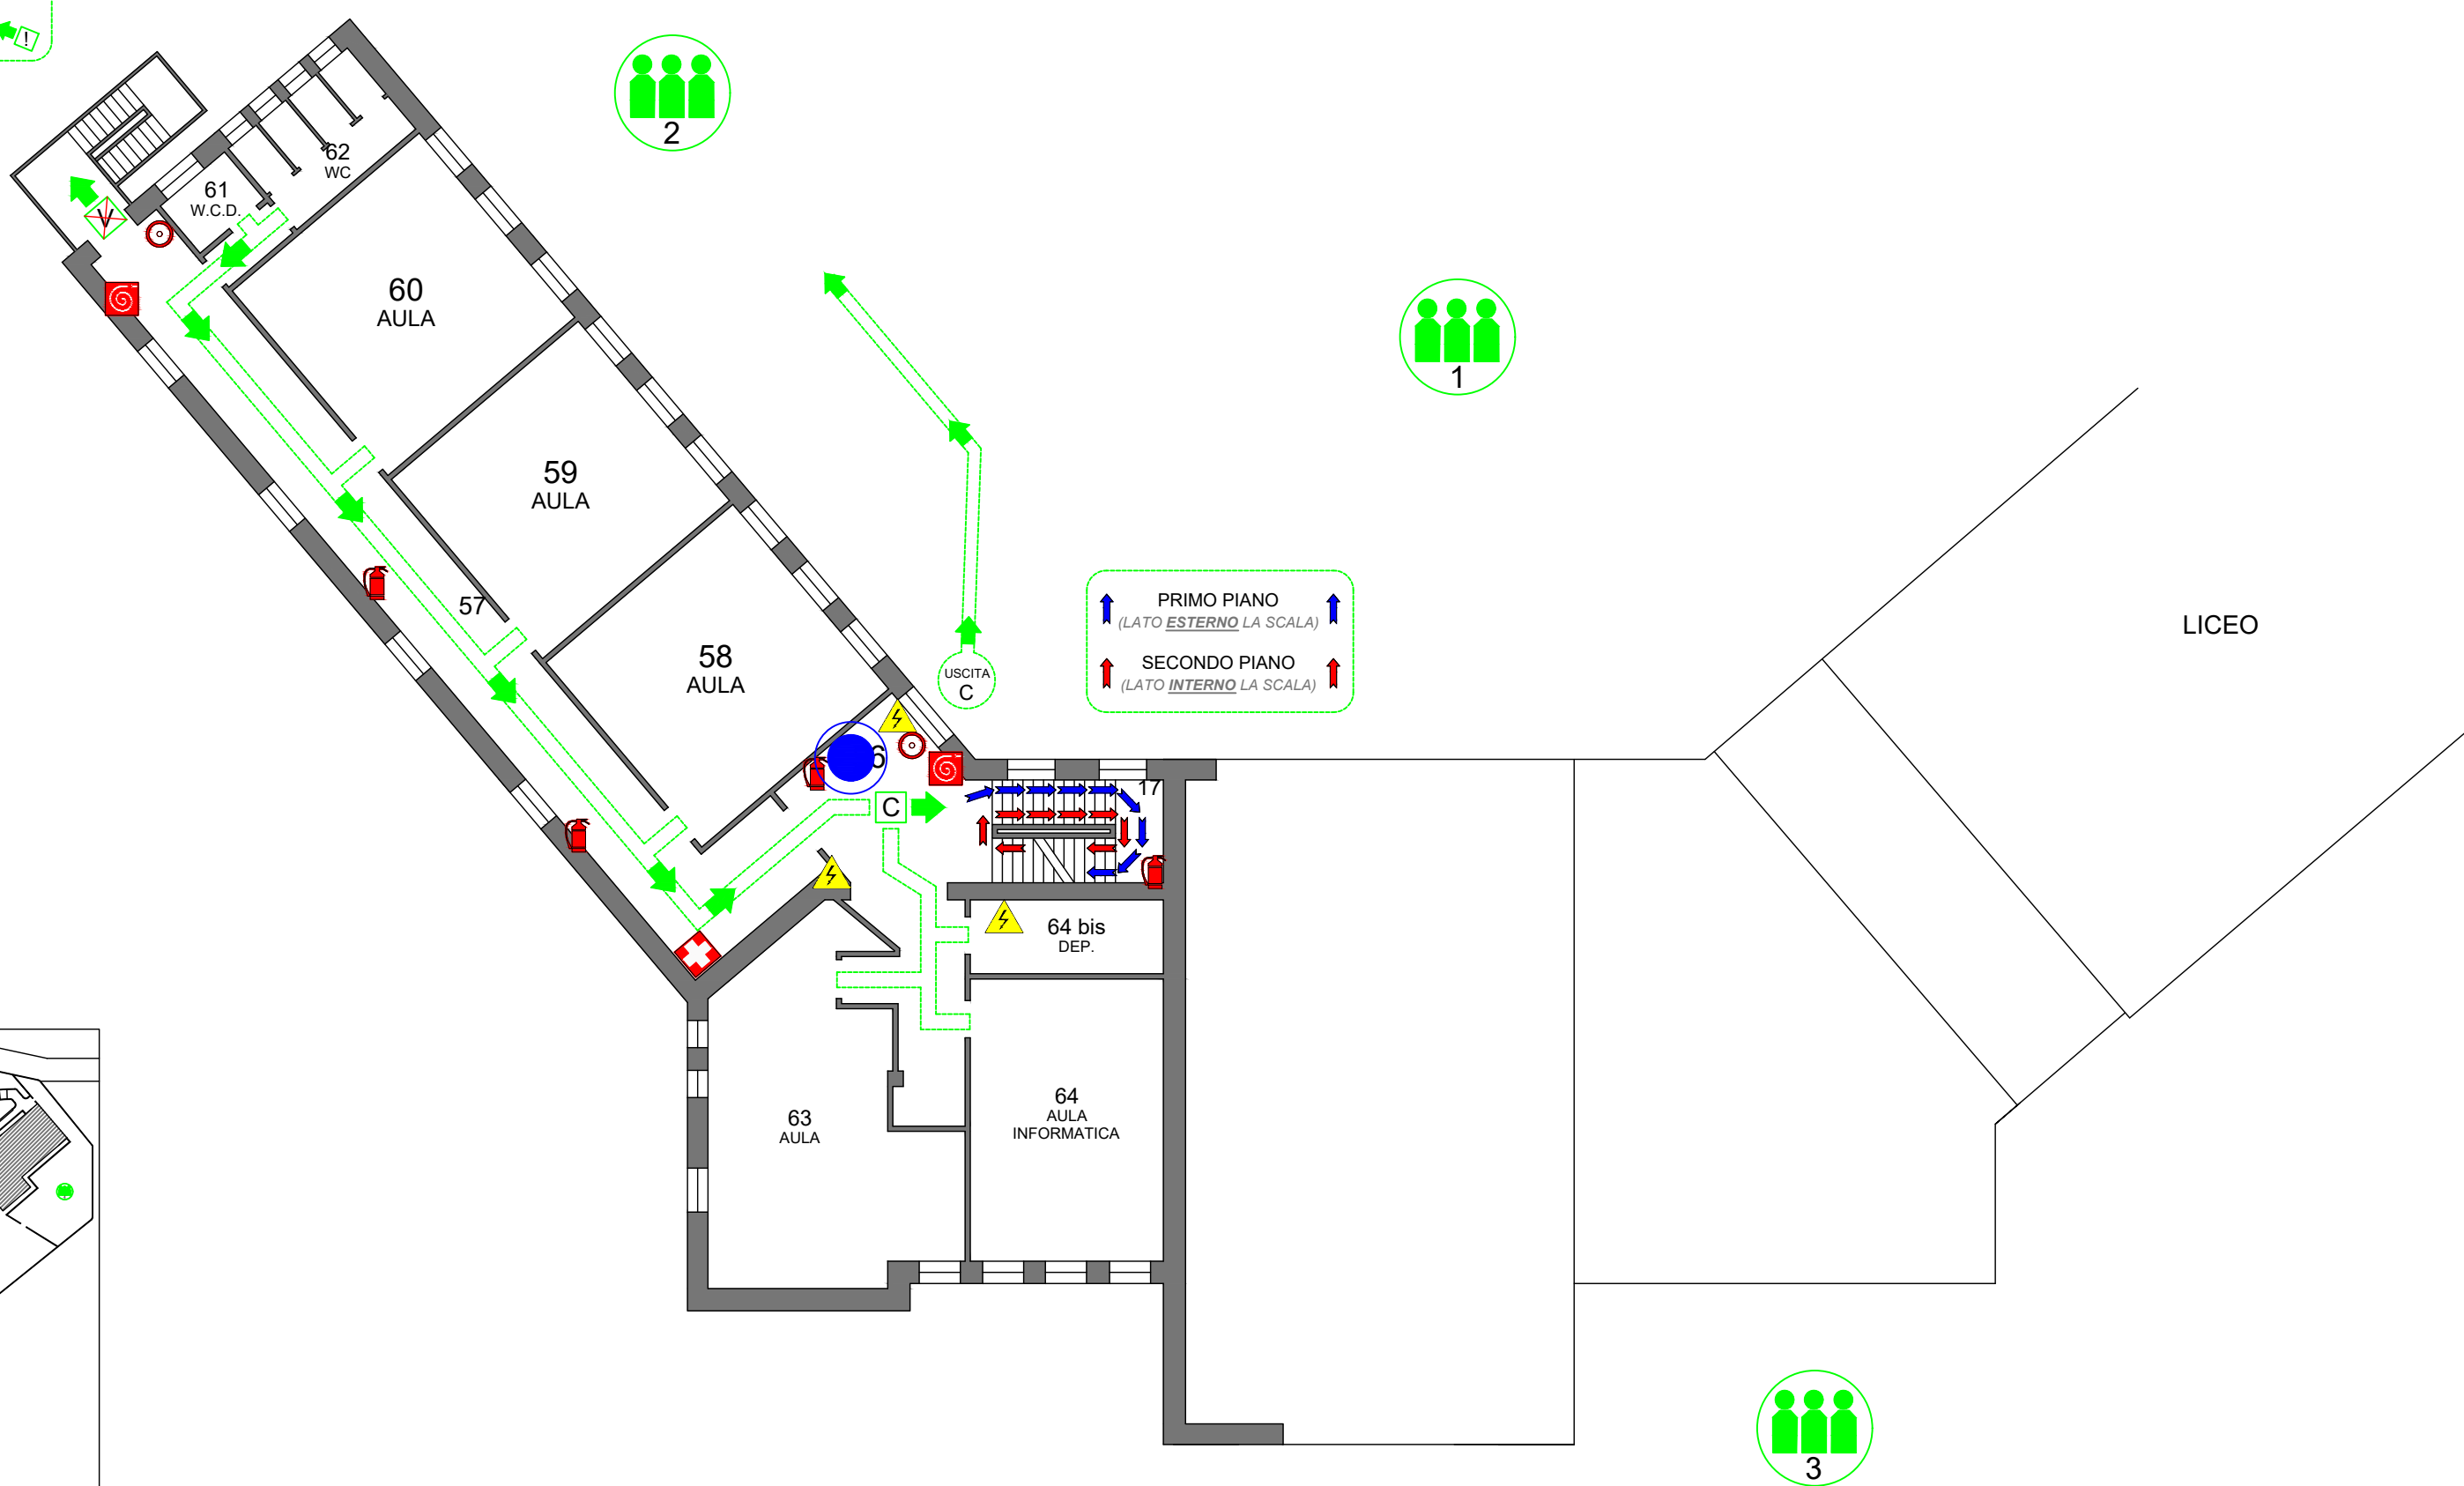 !
2
62
WC
61
W.C.D.
V
60
AULA
1
59
AULA
57
PRIMO PIANO
(LATO ESTERNO LA SCALA)
SECONDO PIANO
(LATO INTERNO LA SCALA)
LICEO
58
AULA
USCITA
C
6
17
C
64 bis
DEP.
64
AULA
INFORMATICA
63
AULA
3